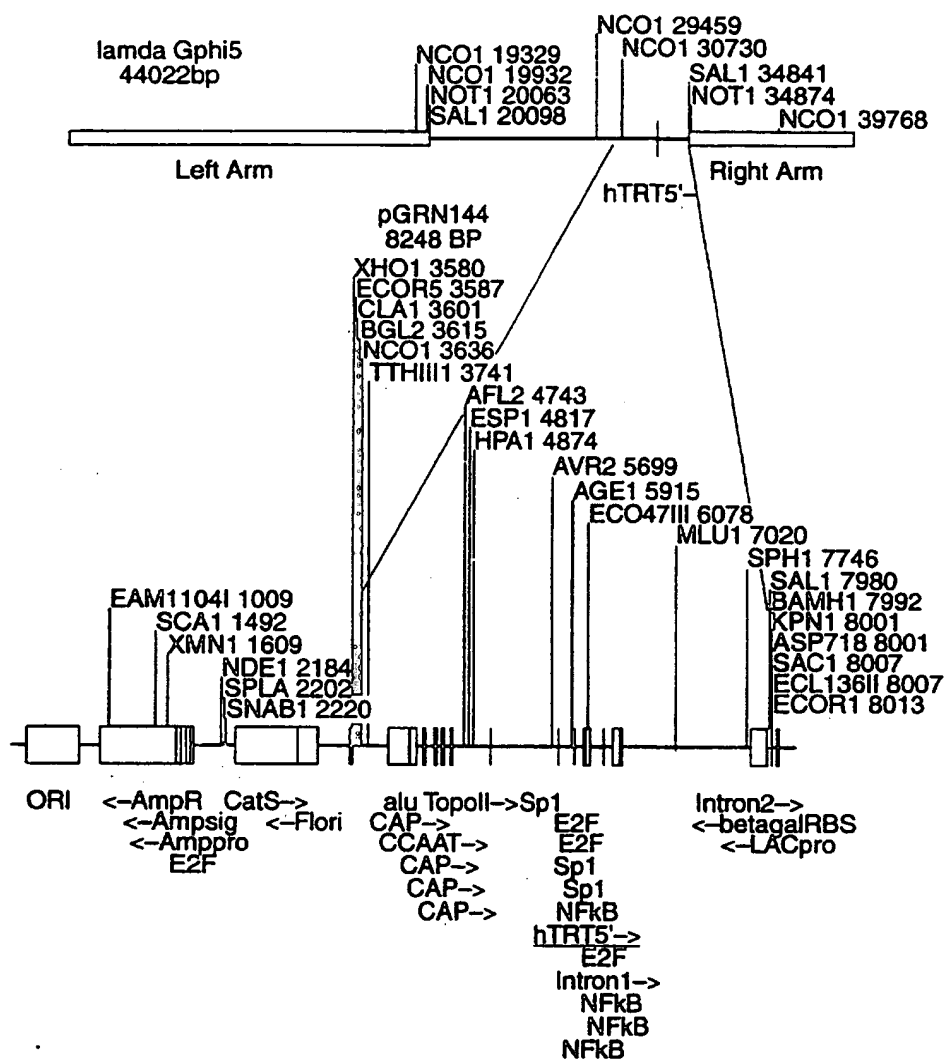 lamda Gphi5
44022bp
NCO1 19329
NCO1 19932
NOT1 20063
SAL1 20098
NCO1 29459
NCO1 30730
SAL1 34841
NOT1 34874
NCO1 39768
Left Arm
Right Arm
hTRT5'-
pGRN144
8248 BP
XHO1 3580
ECOR5 3587
CLA1 3601
BGL2 3615
NCO1 3636
TTHIII1 3741
AFL2 4743
ESP1 4817
HPA1 4874
AVR2 5699
AGE1 5915
ECO47III 6078
MLU1 7020
SPH1 7746
SAL1 7980
BAMH1 7992
KPN1 8001
ASP718 8001
SAC1 8007
ECL136II 8007
ECOR1 8013
EAM1104I 1009
SCA1 1492
XMN1 1609
NDE1 2184
SPLA 2202
SNAB1 2220
ORI
<-AmpR
<-Ampsig
<-Amppro
E2F
CatS->
<-Flori
alu TopoII->Sp1
CAP->
CCAAT->
CAP->
CAP->
CAP->
E2F
E2F
Sp1
Sp1
NFkB
hTRT5'->
E2F
Intron1->
NFkB
NFkB
NFkB
Intron2->
<-betagalRBS
<-LACpro